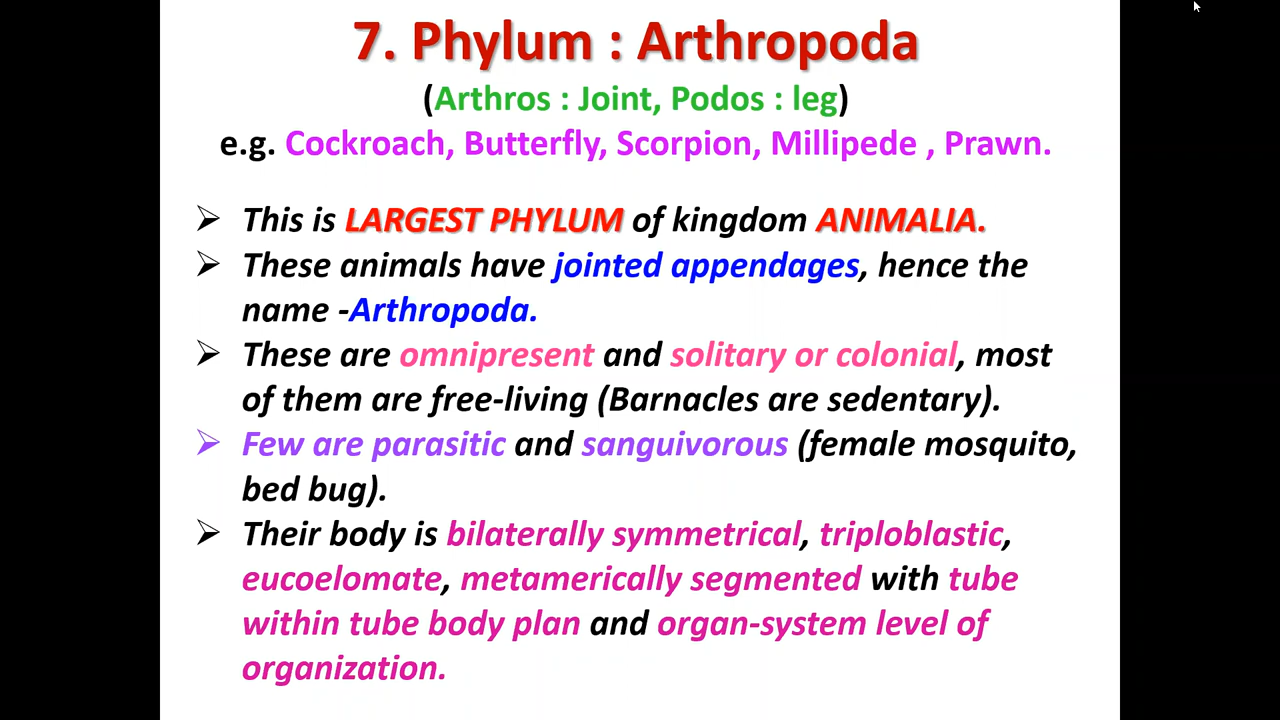 7. Phylum : Arthropoda
(Arthros : Joint, Podos : leg)
e.g. Cockroach, Butterfly, Scorpion, Millipede , Prawn.
➢ This is LARGEST PHYLUM of kingdom ANIMALIA.
➢ These animals have jointed appendages, hence the
name -Arthropoda.
➢ These are omnipresent and solitary or colonial, most
of them are free-living (Barnacles are sedentary).
➢ Few are parasitic and sanguivorous (female mosquito,
bed bug).
➢ Their body is bilaterally symmetrical, triploblastic,
eucoelomate, metamerically segmented with tube
within tube body plan and organ-system level of
organization.